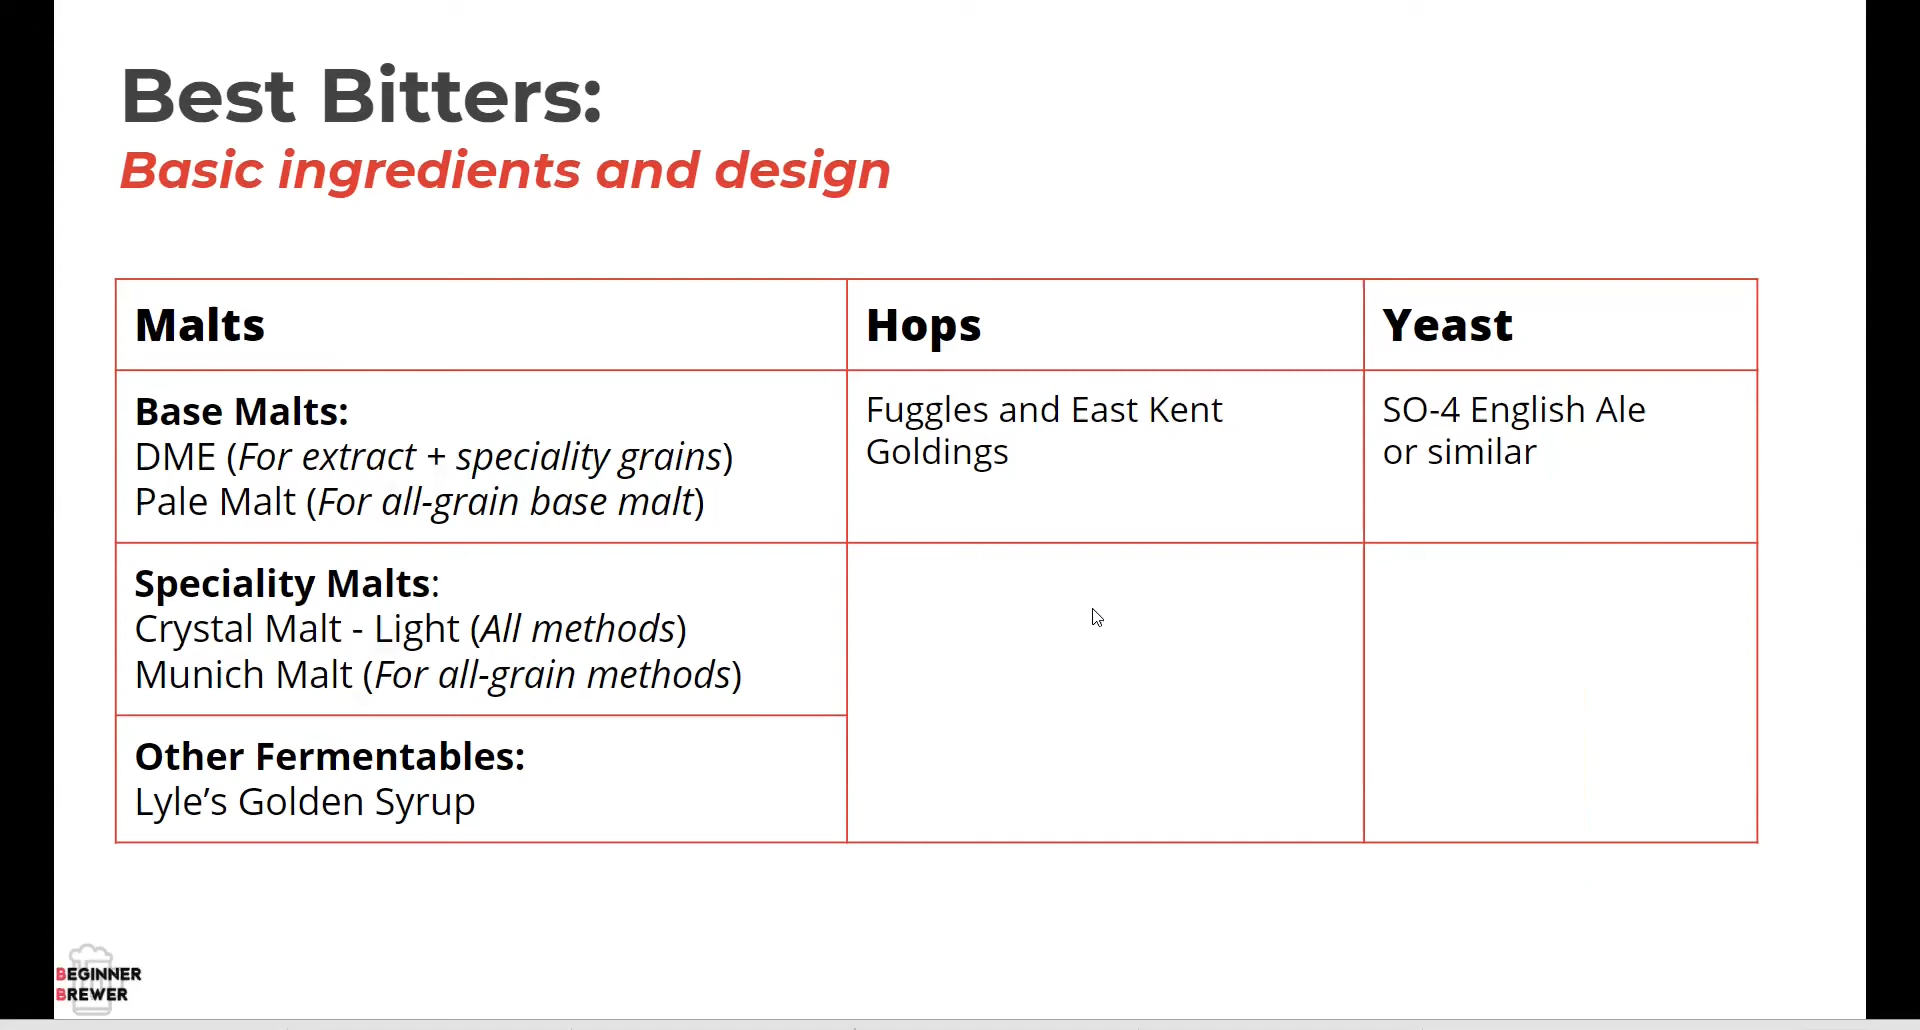 Best Bitters:
Basic ingredients and design
Malts
Hops
Yeast
Base Malts:
DME (For extract + speciality grains)
Pale Malt (For all-grain base malt)
Fuggles and East Kent
Goldings
SO-4 English Ale
or similar
Speciality Malts:
Crystal Malt - Light (All methods)
Munich Malt (For all-grain methods)
Other Fermentables:
Lyle’s Golden Syrup
BEGINNER
BREWER